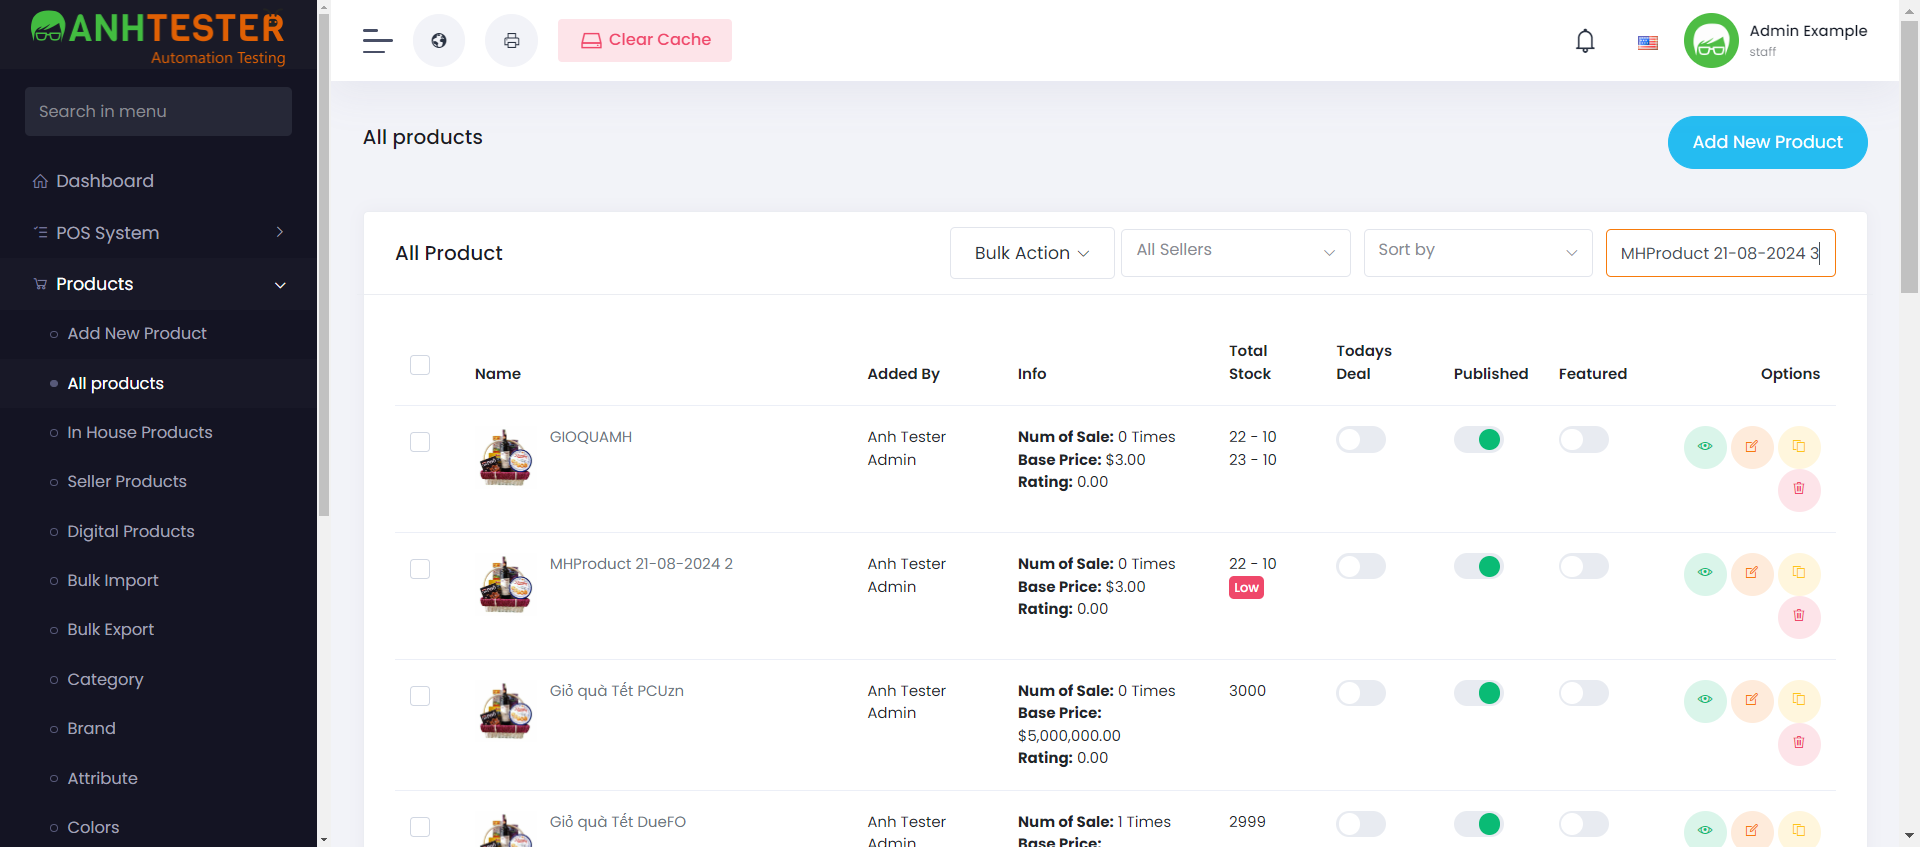 ANHTESTER
Automation Testing
Search in menu
Dashboard
POS System
Products
Add New Product
All products
In House Products
Seller Products
Digital Products
Bulk Import
Bulk Export
Category
Brand
Attribute
Colors
Clear Cache
Admin Example
staff
All products
Add New Product
All Product
Bulk Action
All Sellers
Sort by
MHProduct 21-08-2024 3
Name
Added By
Info
Total Stock
Todays Deal
Published
Featured
Options
GIOQUAMH
Anh Tester Admin
Num of Sale: 0 Times
Base Price: $3.00
Rating: 0.00
22 - 10
23 - 10
MHProduct 21-08-2024 2
Anh Tester Admin
Num of Sale: 0 Times
Base Price: $3.00
Rating: 0.00
22 - 10
Low
Giỏ quà Tết PCUzn
Anh Tester Admin
Num of Sale: 0 Times
Base Price:
$5,000,000.00
Rating: 0.00
3000
Giỏ quà Tết DueFO
Anh Tester Admin
Num of Sale: 1 Times
Base Price:
2999